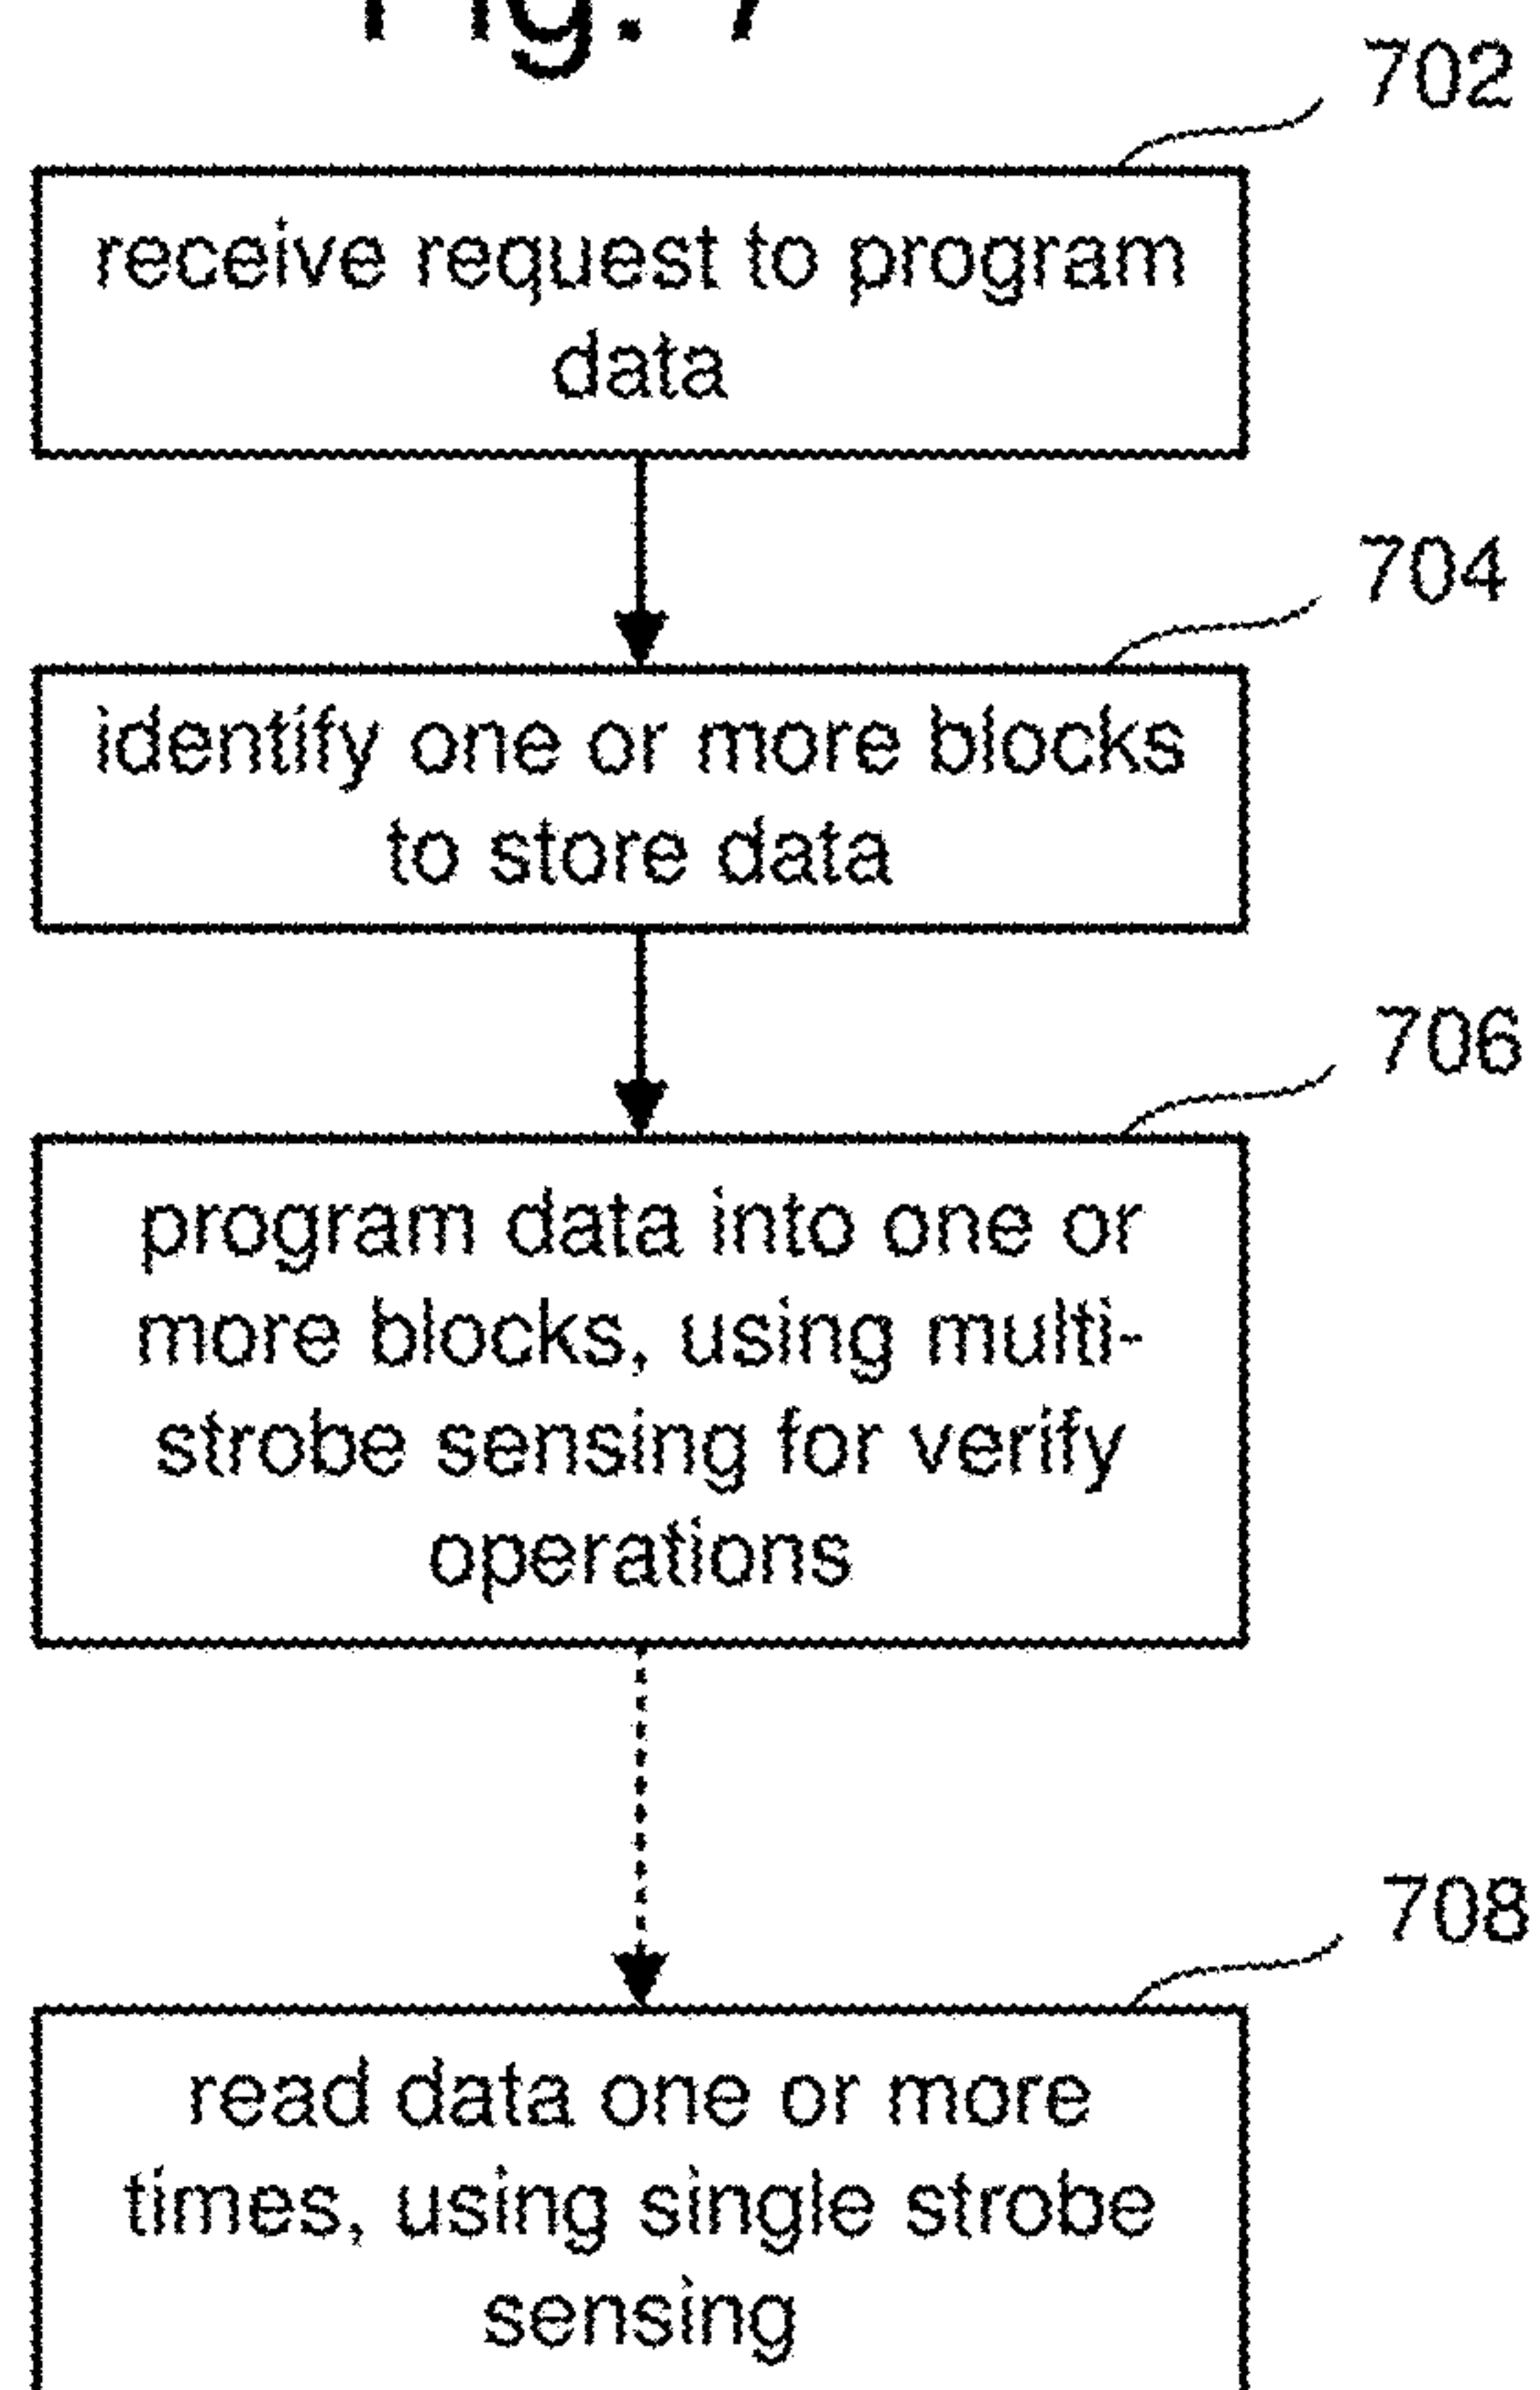 Fig. 7
702
receive request to program
data
704
identify one or more blocks
to store data
706
program data into one or
more blocks, using multi-
strobe sensing for verify
operations
708
read data one or more
times, using single strobe
sensing